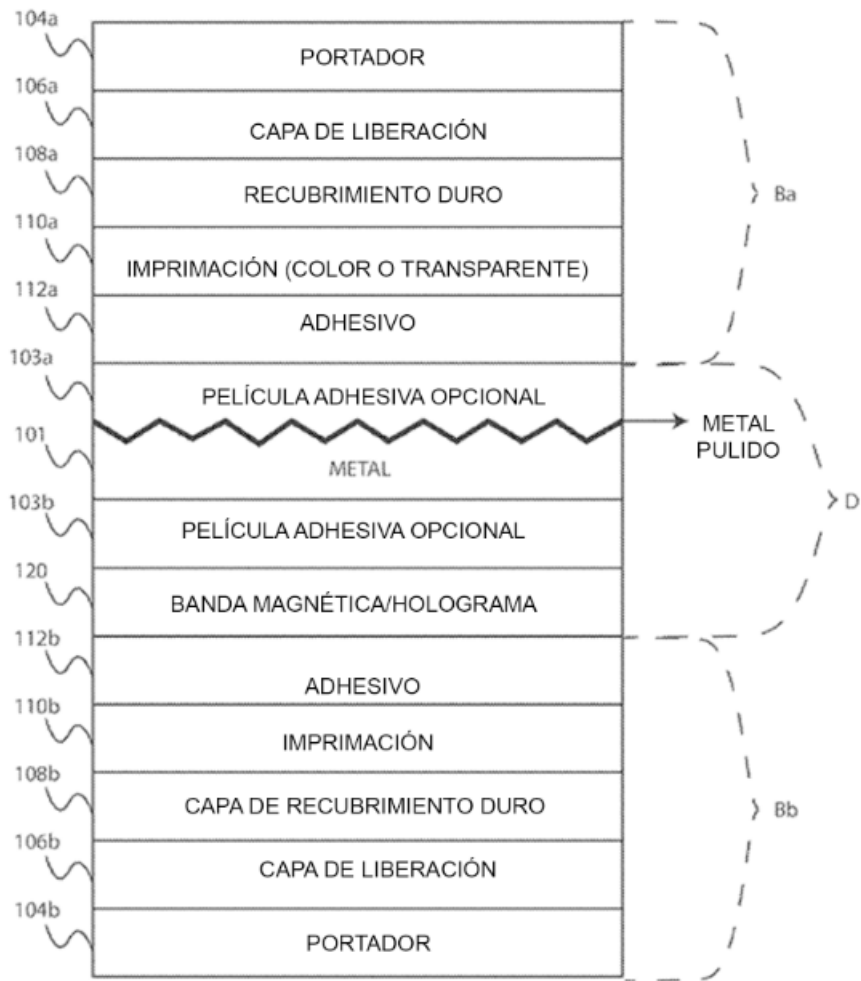 104a
PORTADOR
106a
CAPA DE LIBERACIÓN
108a
RECUBRIMIENTO DURO
Ba
110a
IMPRIMACIÓN (COLOR O TRANSPARENTE)
112a
ADHESIVO
103a
PELÍCULA ADHESIVA OPCIONAL
METAL
PULIDO
101
METAL
103b
D
PELÍCULA ADHESIVA OPCIONAL
120
BANDA MAGNÉTICA/HOLOGRAMA
112b
ADHESIVO
110b
IMPRIMACIÓN
108b
CAPA DE RECUBRIMIENTO DURO
Bb
106b
CAPA DE LIBERACIÓN
104b
PORTADOR